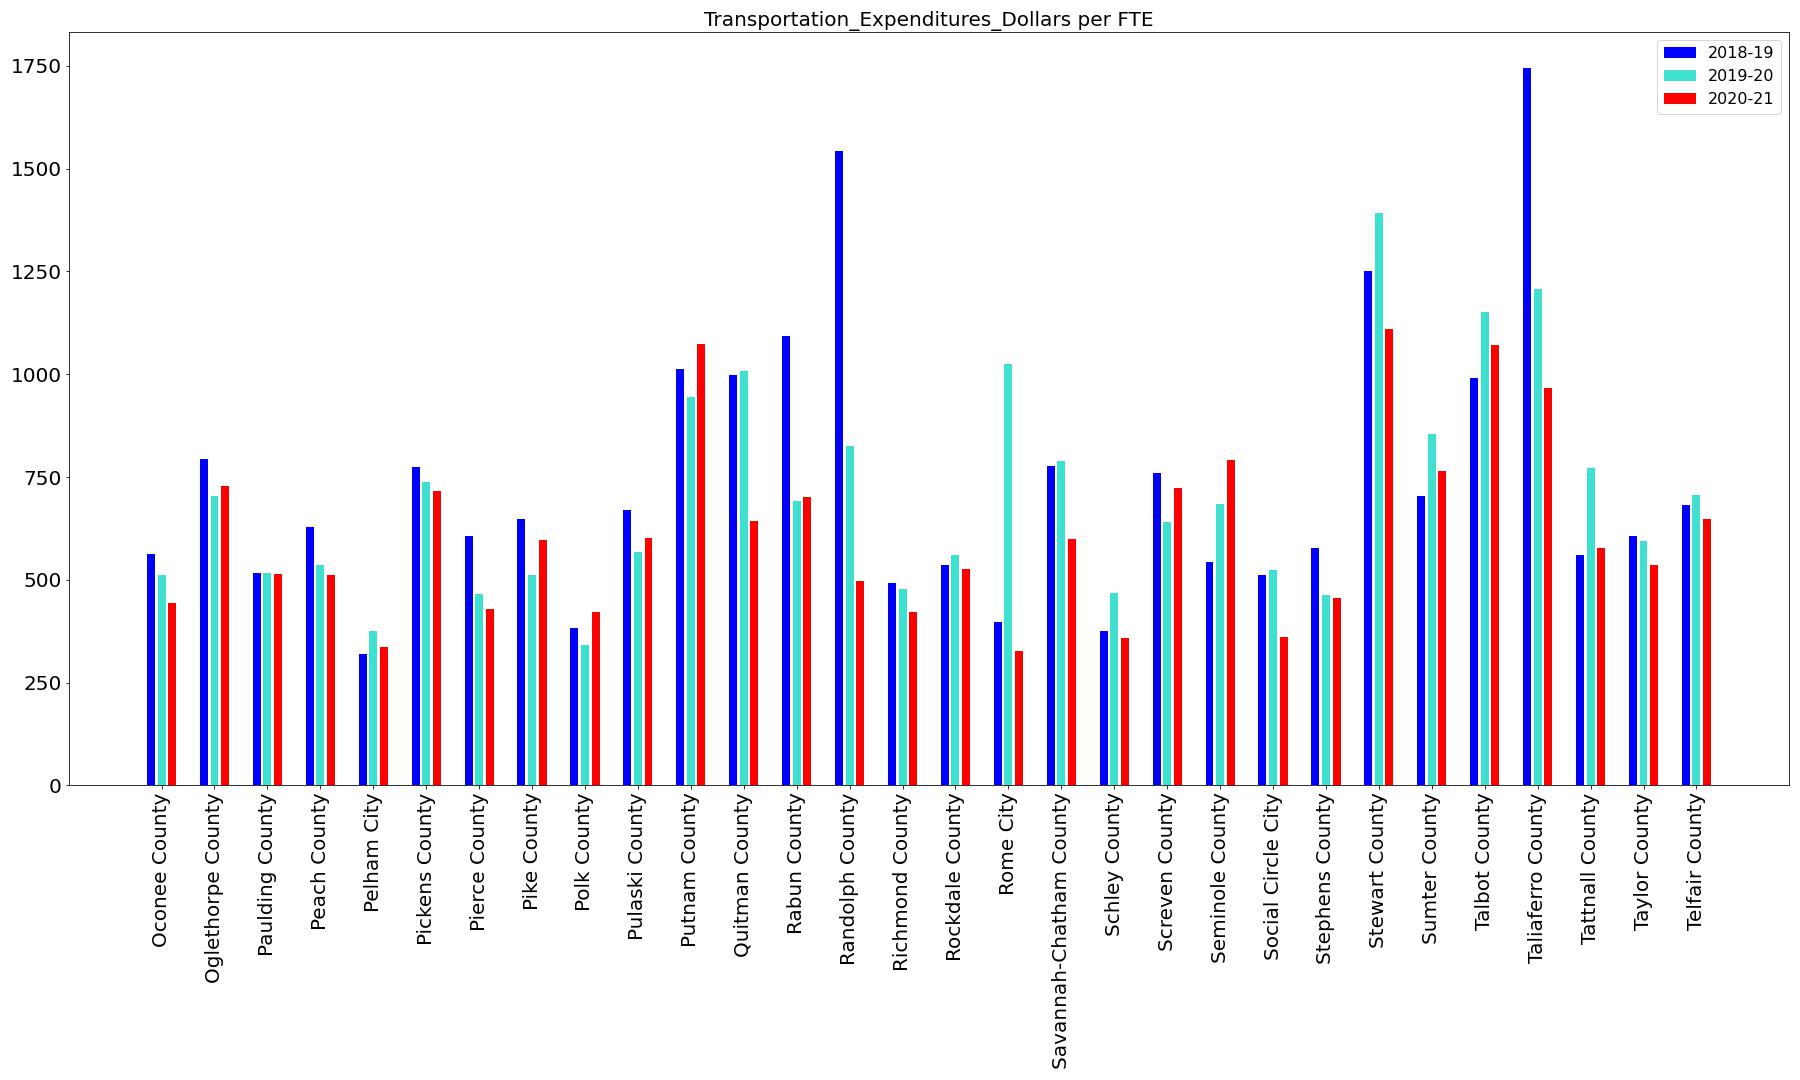 Transportation_Expenditures_Dollars per FTE
2018-19
2019-20
2020-21
1750
1500
1250
1000
750
500
250
0
Oconee County
Oglethorpe County
Paulding County
Peach County
Pelham City
Pickens County
Pierce County
Pike County
Polk County
Pulaski County
Putnam County
Quitman County
Rabun County
Randolph County
Richmond County
Rockdale County
Rome City
Savannah-Chatham County
Schley County
Screven County
Seminole County
Social Circle City
Stephens County
Stewart County
Sumter County
Talbot County
Taliaferro County
Tattnall County
Taylor County
Telfair County